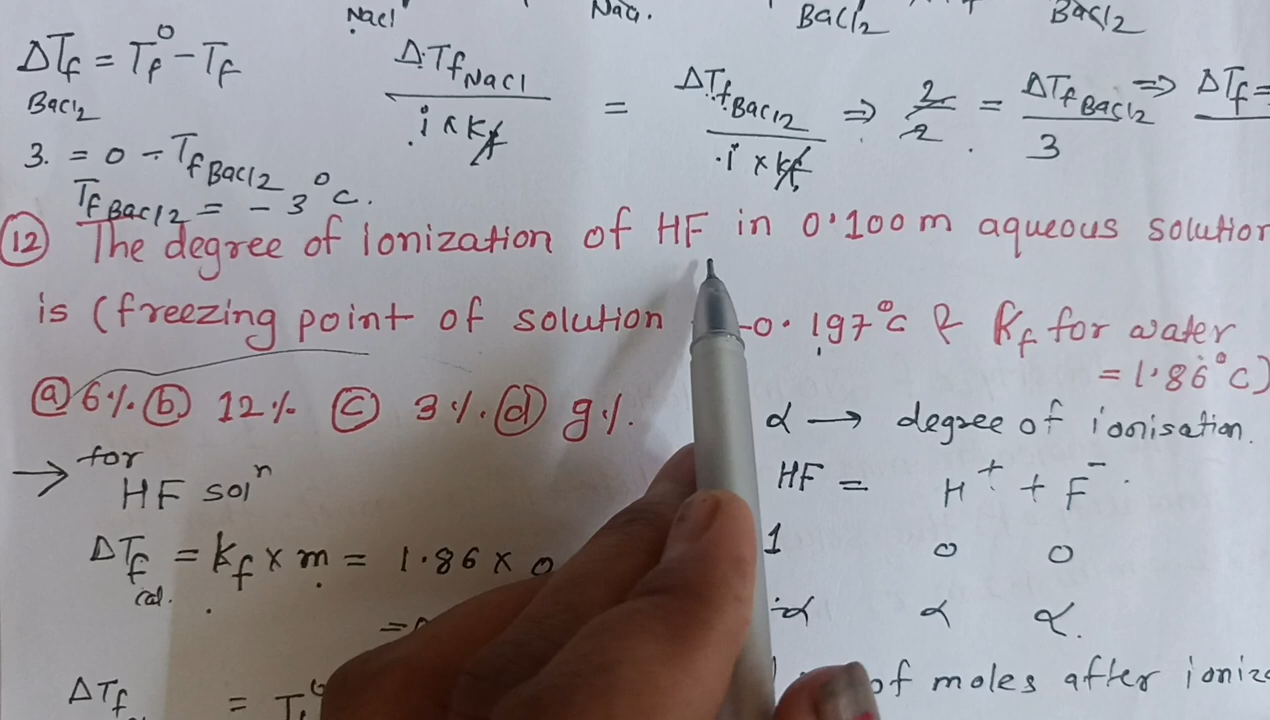 Nacl Nacl. BaCl2 BaCl2
ΔTf = Tf° - Tf
BaCl2
ΔTf NaCl / i x kf = ΔTf BaCl2 / i x kf ⇒ 2/2 = ΔTf BaCl2 / 3 ⇒ ΔTf =
3. = 0 - Tf BaCl2
Tf BaCl2 = - 3°C.
(12) The degree of ionization of HF in 0.100 m aqueous solution
is (freezing point of solution -0.197°C & Kf for water
= 1.86°C)
(a) 6%. (b) 12% (c) 3%. (d) 9%.
α → degree of ionisation.
→ for
HF solⁿ
HF = H⁺ + F⁻
ΔTf cal. = kf x m = 1.86 x 0
1 0 0
-α α α.
ΔTf = Tf
of moles after ioniz